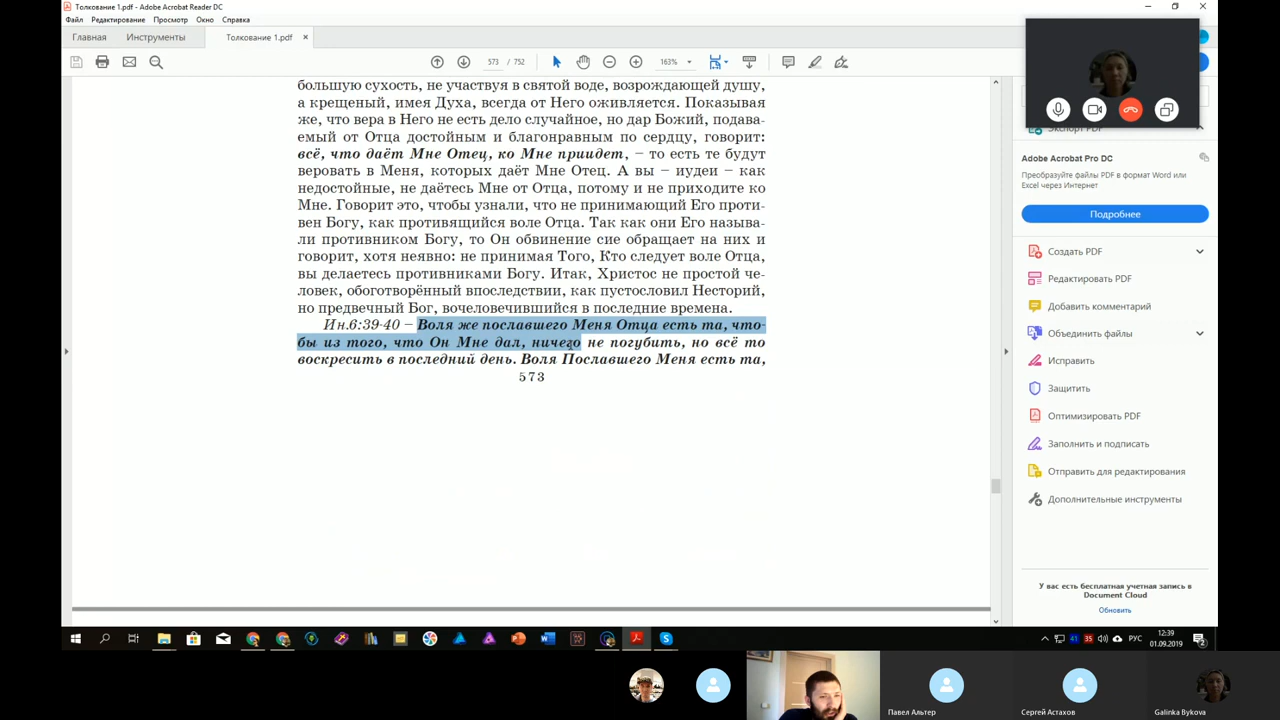 Толкование 1.pdf - Adobe Acrobat Reader DC
Файл Редактирование Просмотр Окно Справка
Главная Инструменты Толкование 1.pdf ×
573 / 752 163%
большую сухость, не участвуя в святой воде, возрождающей душу,
а крещеный, имея Духа, всегда от Него оживляется. Показывая
же, что вера в Него не есть дело случайное, но дар Божий, подава-
емый от Отца достойным и благонравным по сердцу, говорит:
всё, что даёт Мне Отец, ко Мне приидет, – то есть те будут
веровать в Меня, которых даёт Мне Отец. А вы – иудеи – как
недостойные, не даётесь Мне от Отца, потому и не приходите ко
Мне. Говорит это, чтобы узнали, что не принимающий Его проти-
вен Богу, как противящийся воле Отца. Так как они Его называ-
ли противником Богу, то Он обвинение сие обращает на них и
говорит, хотя неявно: не принимая Того, Кто следует воле Отца,
вы делаетесь противниками Богу. Итак, Христос не простой че-
ловек, обоготворённый впоследствии, как пустословил Несторий,
но предвечный Бог, вочеловечившийся в последние времена.
Ин.6:39-40 – Воля же пославшего Меня Отца есть та, что-
бы из того, что Он Мне дал, ничего не погубить, но всё то
воскресить в последний день. Воля Пославшего Меня есть та,
573
Экспорт PDF
Adobe Acrobat Pro DC
Преобразуйте файлы PDF в формат Word или
Excel через Интернет
Подробнее
Создать PDF
Редактировать PDF
Добавить комментарий
Объединить файлы
Исправить
Защитить
Оптимизировать PDF
Заполнить и подписать
Отправить для редактирования
Дополнительные инструменты
У вас есть бесплатная учетная запись в
Document Cloud
Обновить
41 35 РУС 12:39
01.09.2019
Павел Альтер Сергей Астахов Galinka Bykova